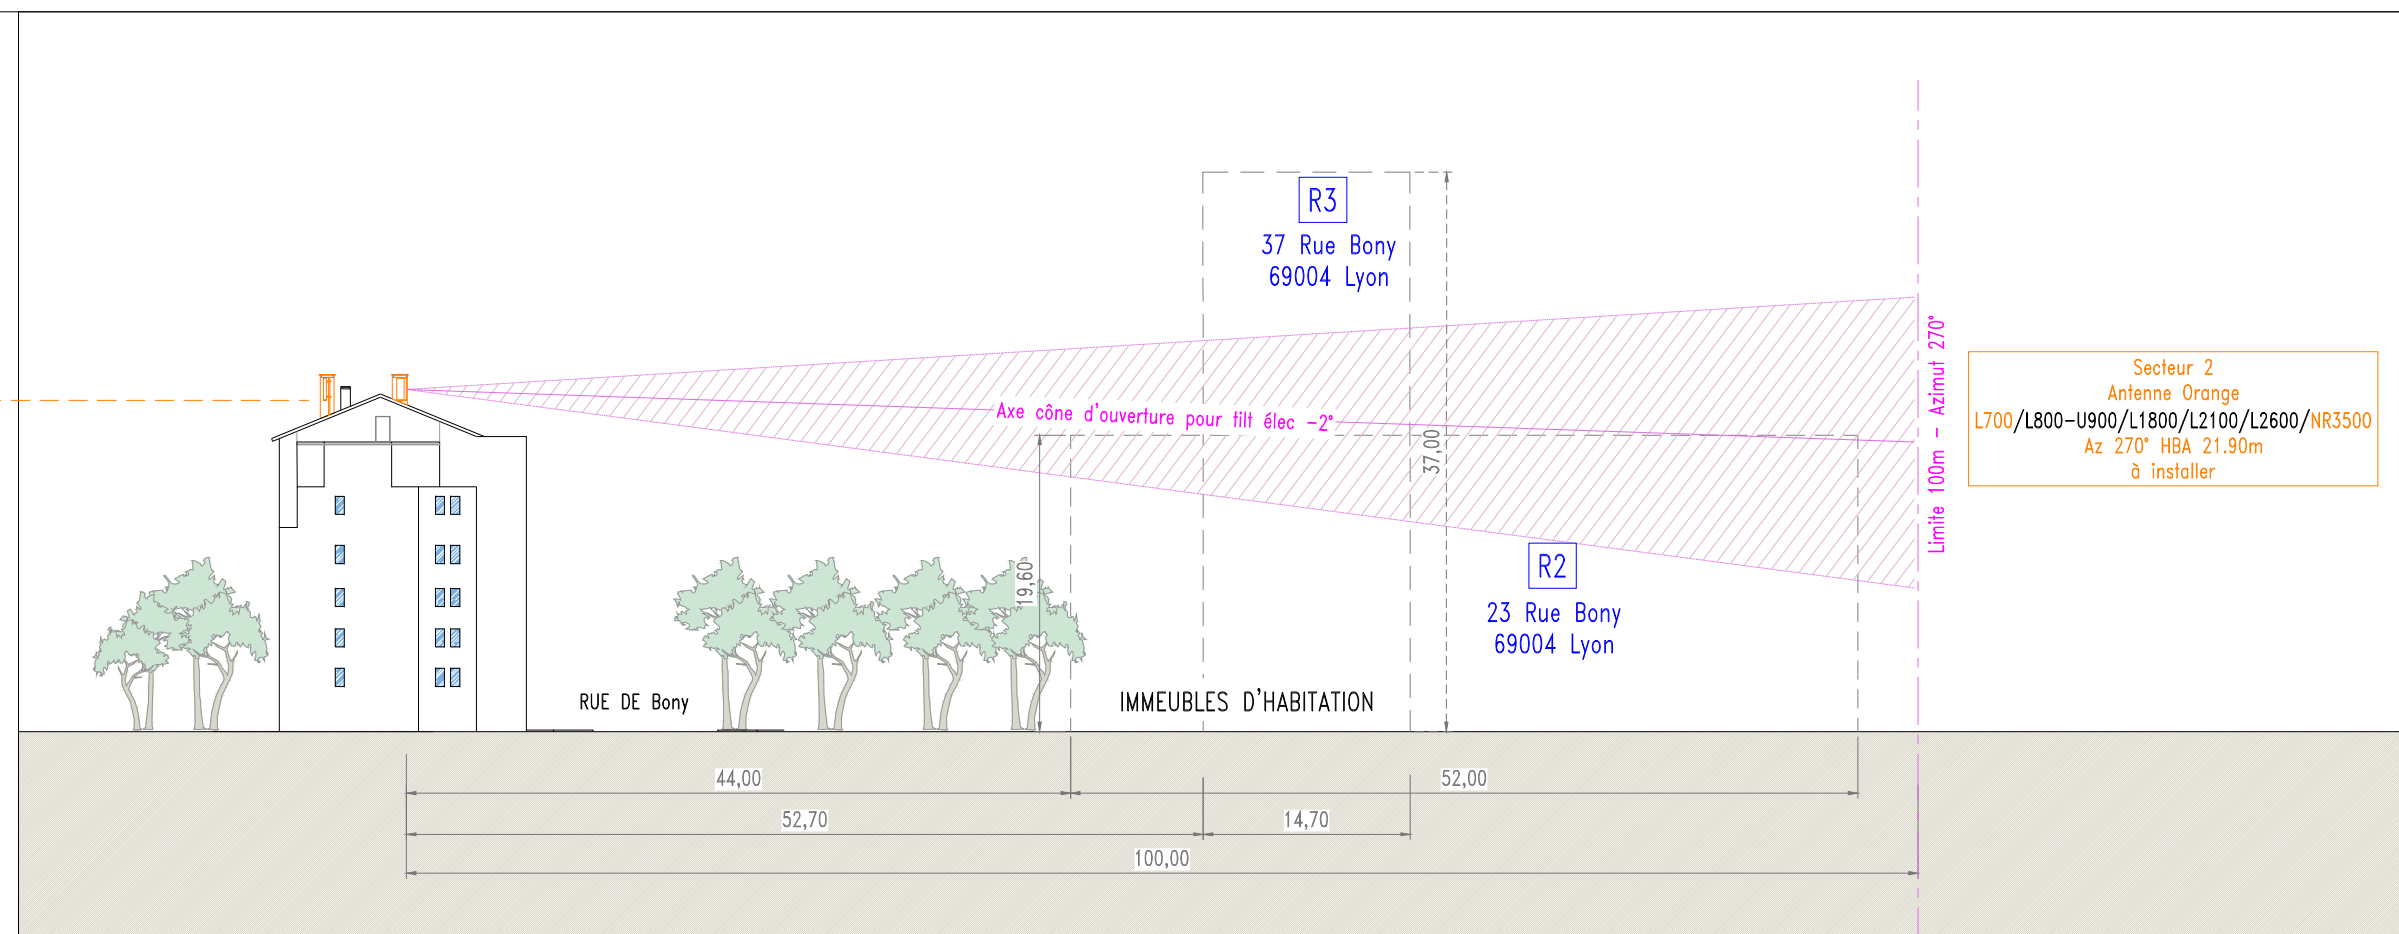 R3
37 Rue Bony
69004 Lyon
Axe cône d'ouverture pour tilt élec -2°
37,00
Limite 100m - Azimut 270°
Secteur 2
Antenne Orange
L700/L800-U900/L1800/L2100/L2600/NR3500
Az 270° HBA 21.90m
à installer
19,60
R2
23 Rue Bony
69004 Lyon
RUE DE Bony
IMMEUBLES D'HABITATION
44,00
52,00
52,70
14,70
100,00